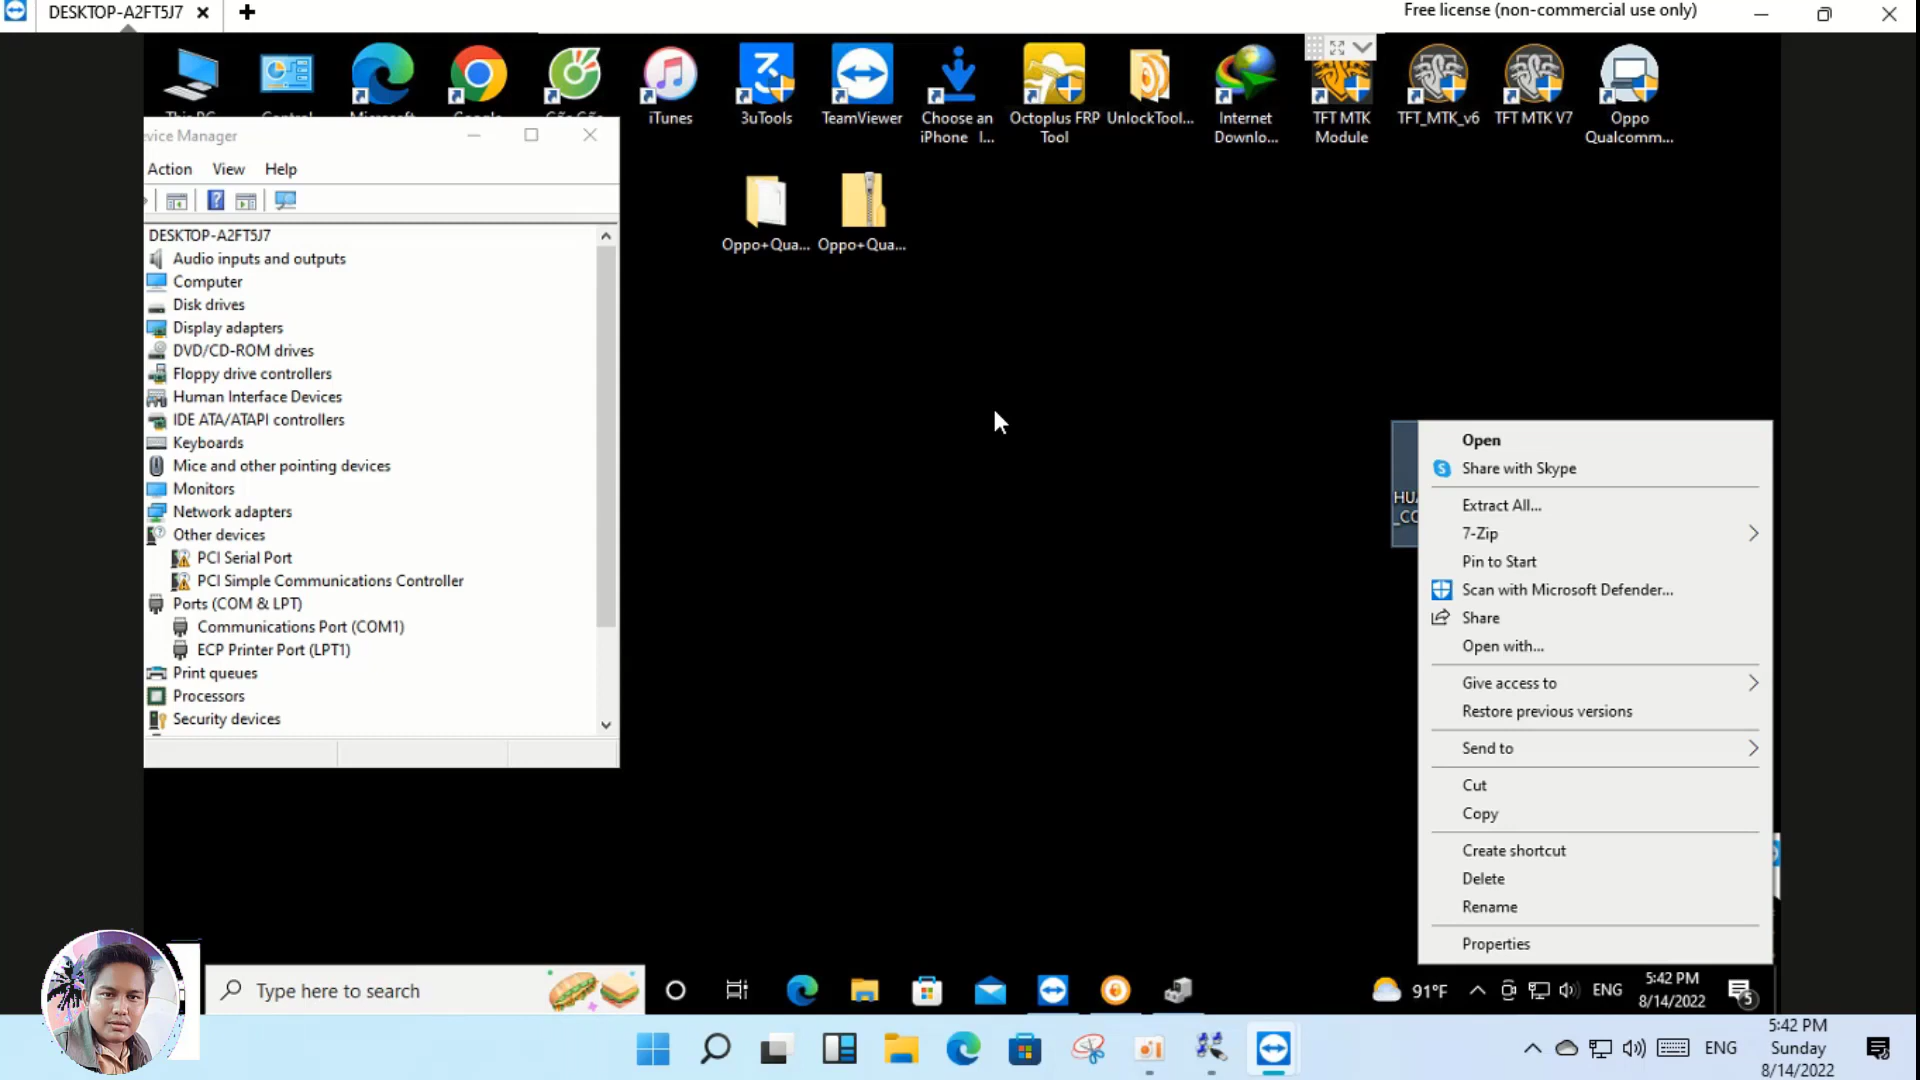 DESKTOP-A2FT5J7
Free license (non-commercial use only)
iTunes
3uTools
TeamViewer
Choose an
iPhone I...
Octoplus FRP
Tool
UnlockTool...
Internet
Downlo...
TFT MTK
Module
TFT_MTK_v6
TFT MTK V7
Oppo
Qualcomm...
Oppo+Qua...
Oppo+Qua...
vice Manager
Action View Help
DESKTOP-A2FT5J7
Audio inputs and outputs
Computer
Disk drives
Display adapters
DVD/CD-ROM drives
Floppy drive controllers
Human Interface Devices
IDE ATA/ATAPI controllers
Keyboards
Mice and other pointing devices
Monitors
Network adapters
Other devices
PCI Serial Port
PCI Simple Communications Controller
Ports (COM & LPT)
Communications Port (COM1)
ECP Printer Port (LPT1)
Print queues
Processors
Security devices
HU
_CO
Open
Share with Skype
Extract All...
7-Zip
Pin to Start
Scan with Microsoft Defender...
Share
Open with...
Give access to
Restore previous versions
Send to
Cut
Copy
Create shortcut
Delete
Rename
Properties
Type here to search
91°F
ENG
5:42 PM
8/14/2022
5
ENG
5:42 PM
Sunday
8/14/2022